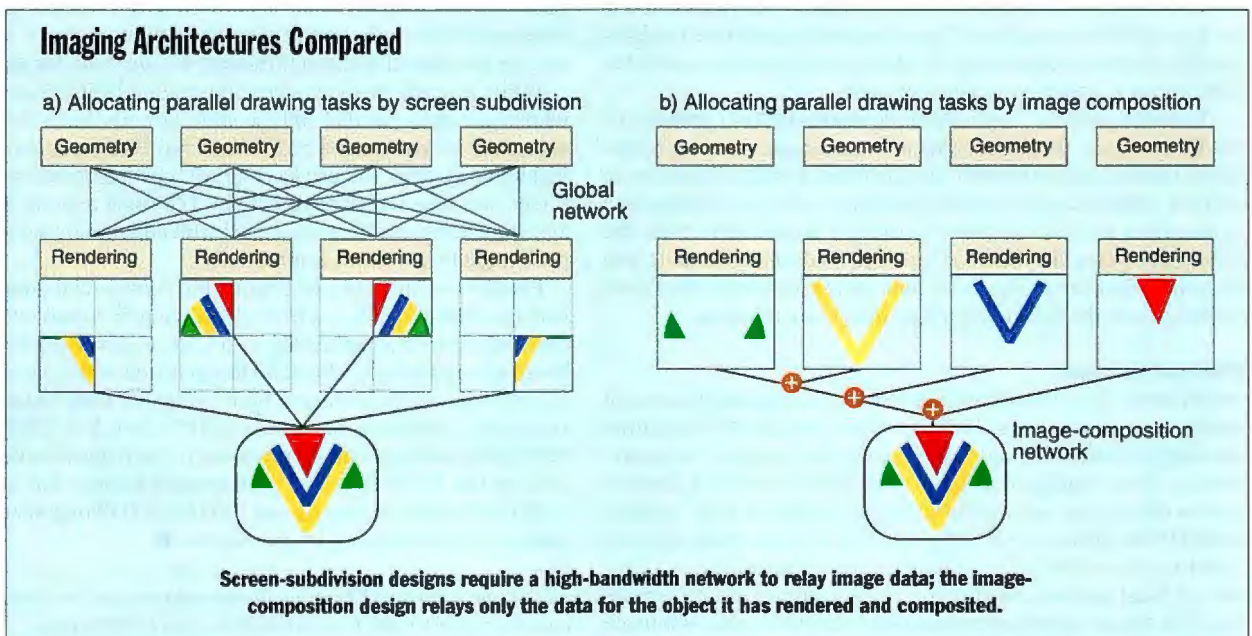 Imaging Architectures Compared
a) Allocating parallel drawing tasks by screen subdivision
Geometry Geometry Geometry Geometry
Global
network
Rendering Rendering Rendering Rendering
b) Allocating parallel drawing tasks by image composition
Geometry Geometry Geometry Geometry
Rendering Rendering Rendering Rendering
+
+
+
Image-composition
network
Screen-subdivision designs require a high-bandwidth network to relay image data; the image-
composition design relays only the data for the object it has rendered and composited.